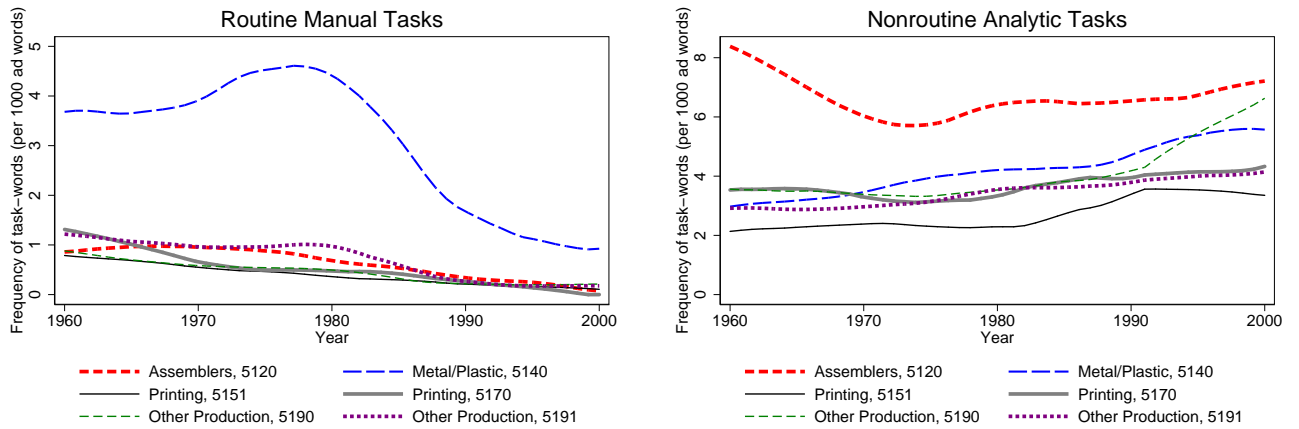 Routine Manual Tasks
Frequency of task−words (per 1000 ad words)
5
4
3
2
1
0
1960 1970 1980 1990 2000
Year
Assemblers, 5120 Metal/Plastic, 5140
Printing, 5151 Printing, 5170
Other Production, 5190 Other Production, 5191
Nonroutine Analytic Tasks
Frequency of task−words (per 1000 ad words)
8
6
4
2
0
1960 1970 1980 1990 2000
Year
Assemblers, 5120 Metal/Plastic, 5140
Printing, 5151 Printing, 5170
Other Production, 5190 Other Production, 5191